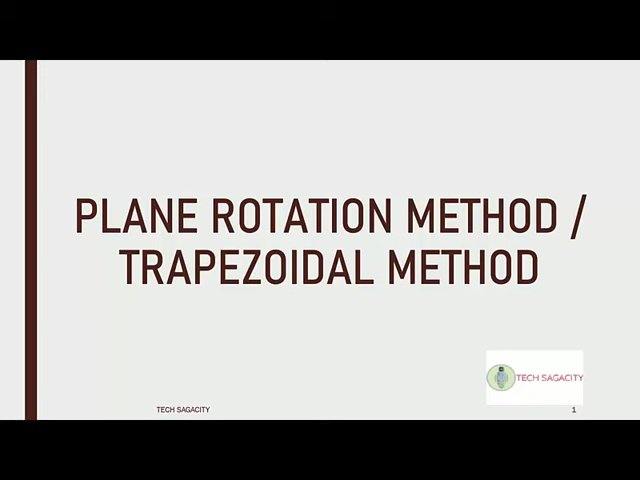 PLANE ROTATION METHOD /
TRAPEZOIDAL METHOD
TECH SAGACITY
TECH SAGACITY
1